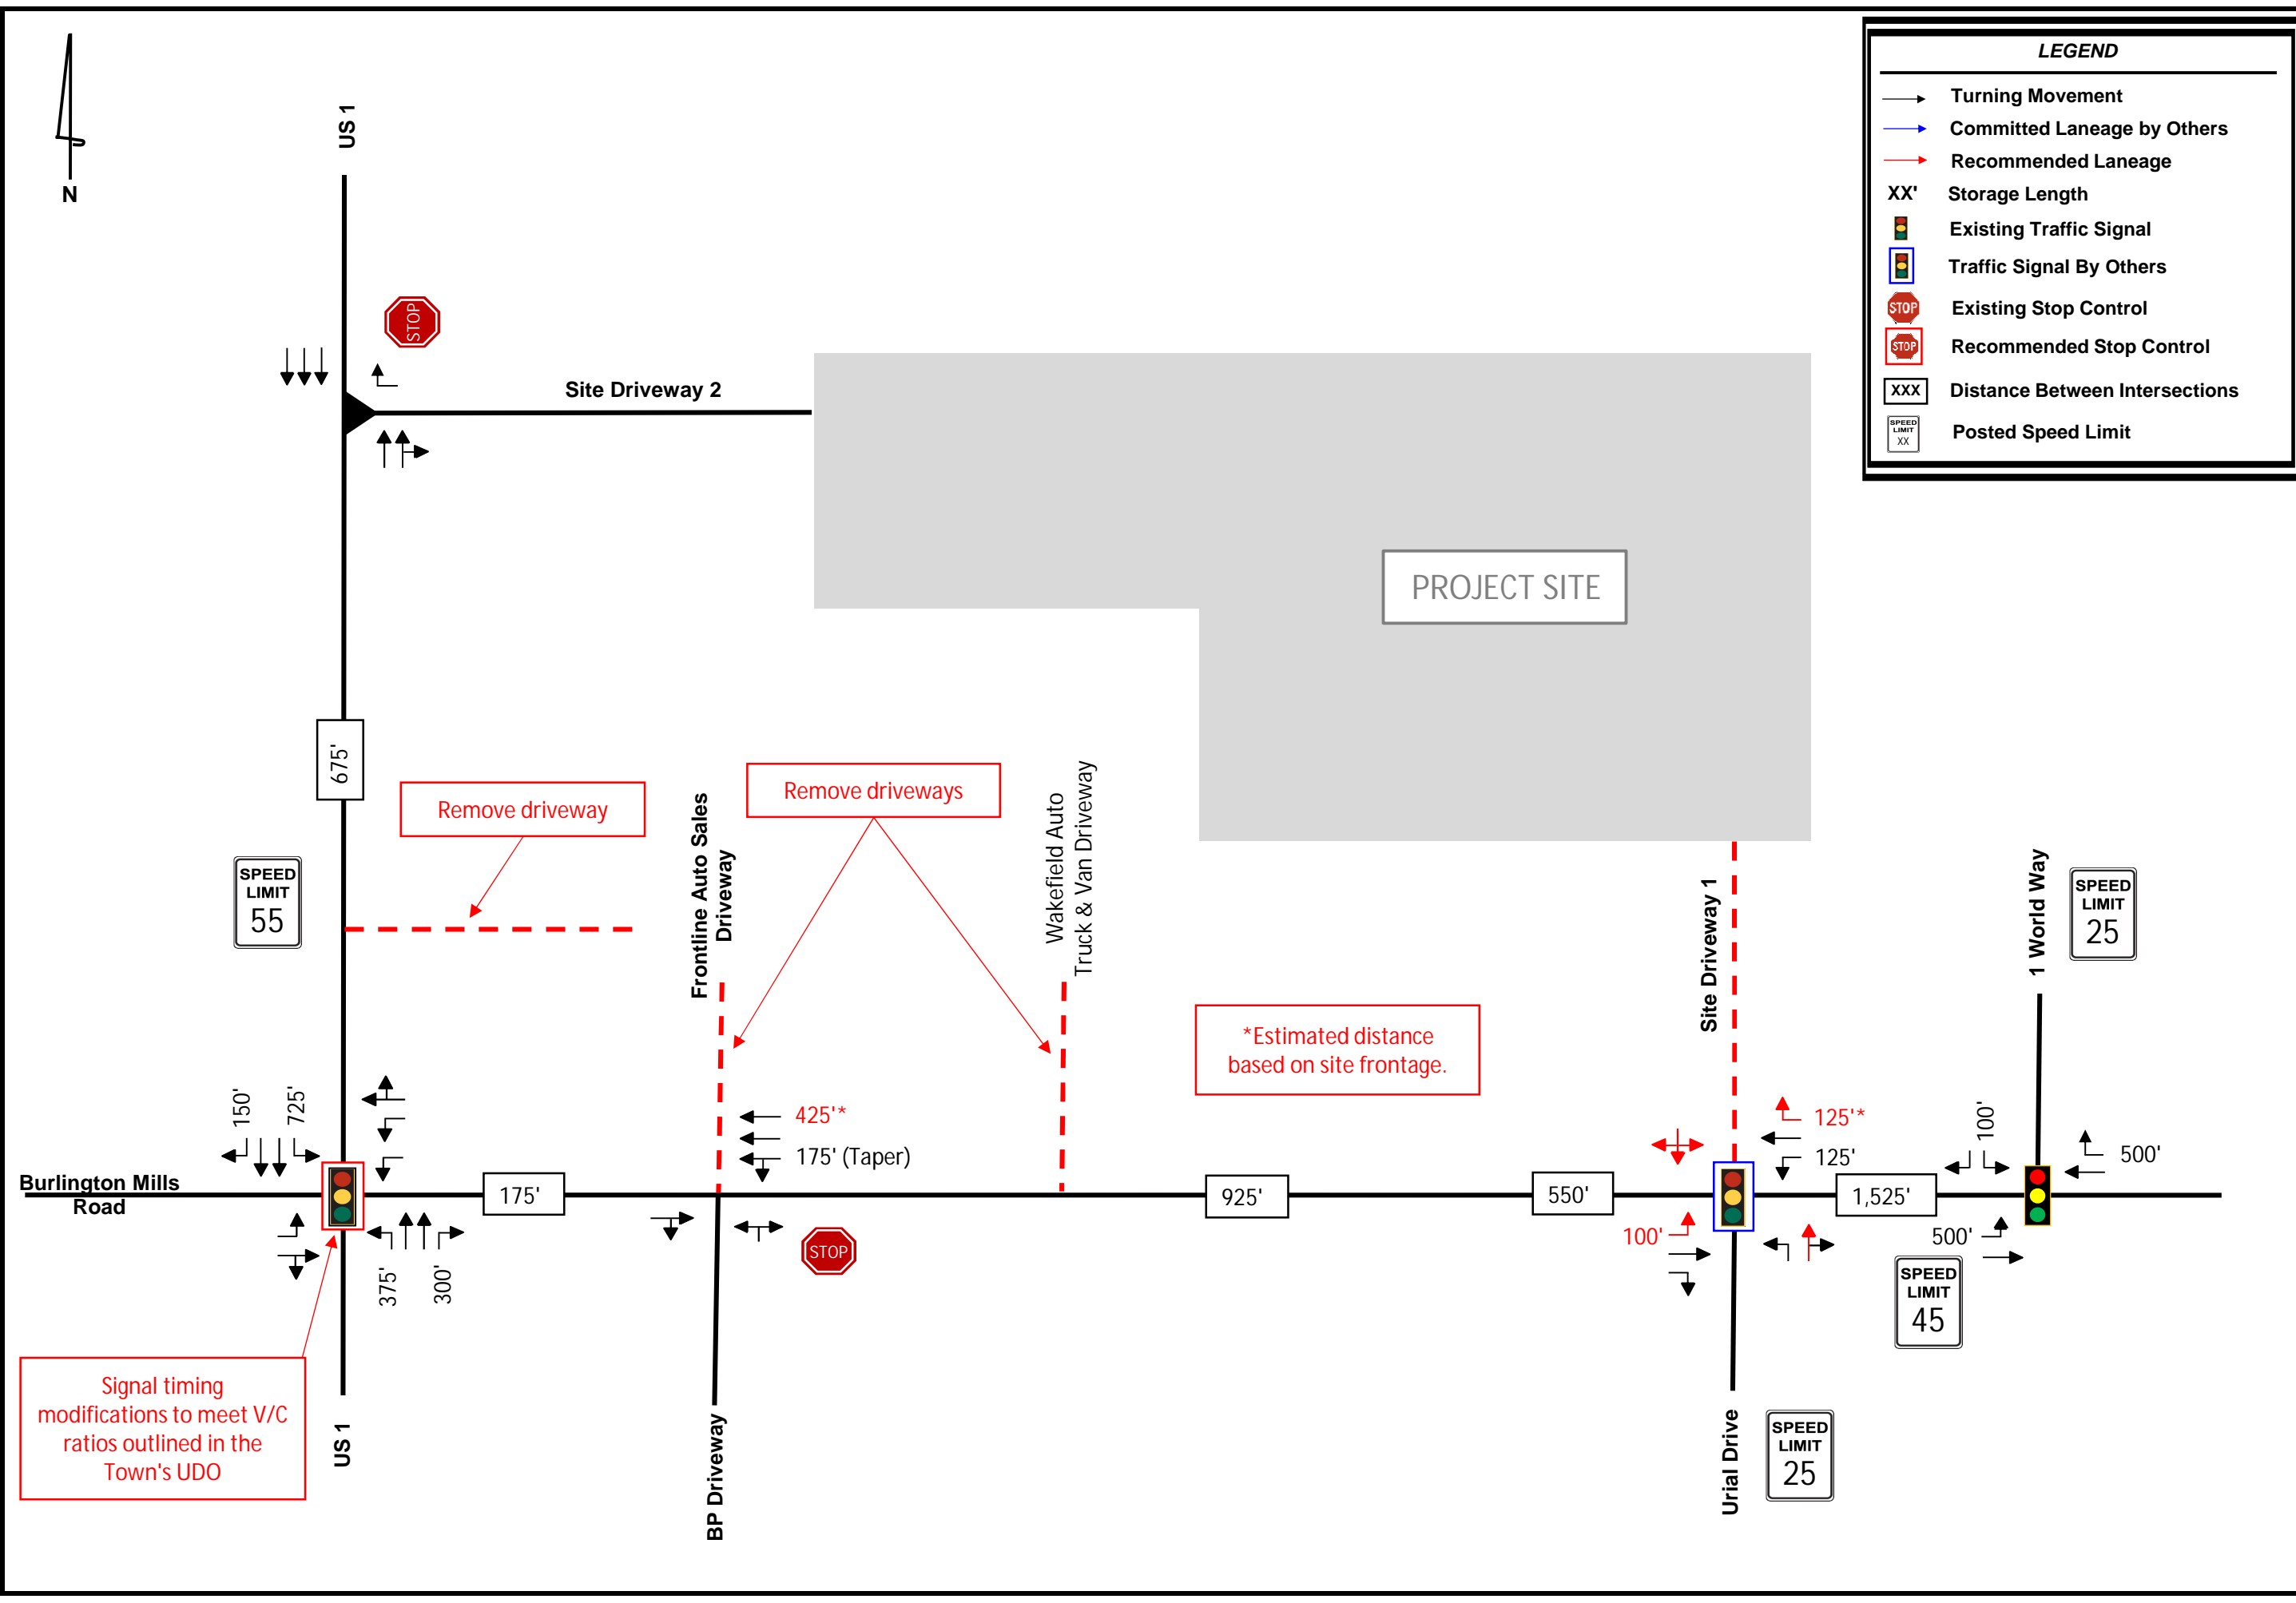 LEGEND
Turning Movement
Committed Laneage by Others
Recommended Laneage
XX' Storage Length
Existing Traffic Signal
Traffic Signal By Others
STOP Existing Stop Control
STOP Recommended Stop Control
XXX Distance Between Intersections
SPEED
LIMIT
XX
Posted Speed Limit
N
US 1
STOP
Site Driveway 2
PROJECT SITE
675'
Remove driveway
Remove driveways
SPEED
LIMIT
55
Frontline Auto Sales
Driveway
Wakefield Auto
Truck & Van Driveway
Site Driveway 1
1 World Way
SPEED
LIMIT
25
*Estimated distance
based on site frontage.
150'
725'
425'*
175' (Taper)
125'*
125'
100'
500'
Burlington Mills
Road
175'
925'
550'
1,525'
375'
300'
STOP
100'
500'
SPEED
LIMIT
45
Signal timing
modifications to meet V/C
ratios outlined in the
Town's UDO
US 1
BP Driveway
Urial Drive
SPEED
LIMIT
25